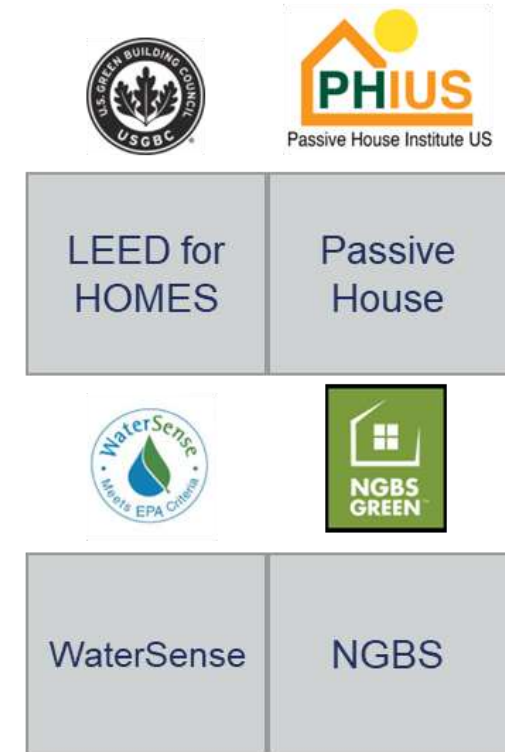 U.S. GREEN BUILDING COUNCIL
USGBC
PHIUS
Passive House Institute US
LEED for
HOMES
Passive
House
WaterSense
Meets EPA Criteria
NGBS
GREEN™
WaterSense
NGBS